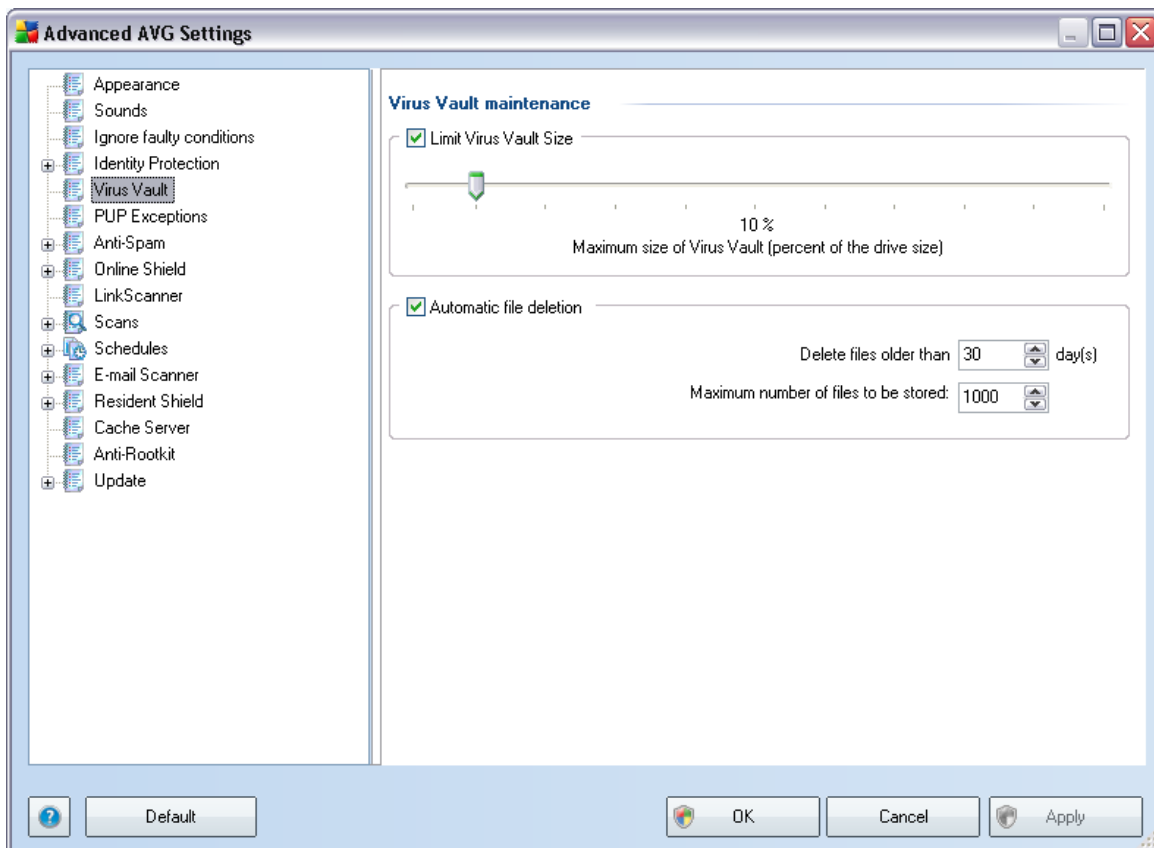 Advanced AVG Settings
Appearance
Sounds
Ignore faulty conditions
Identity Protection
Virus Vault
PUP Exceptions
Anti-Spam
Online Shield
LinkScanner
Scans
Schedules
E-mail Scanner
Resident Shield
Cache Server
Anti-Rootkit
Update
Virus Vault maintenance
Limit Virus Vault Size
10 %
Maximum size of Virus Vault (percent of the drive size)
Automatic file deletion
Delete files older than 30 day(s)
Maximum number of files to be stored: 1000
? Default OK Cancel Apply